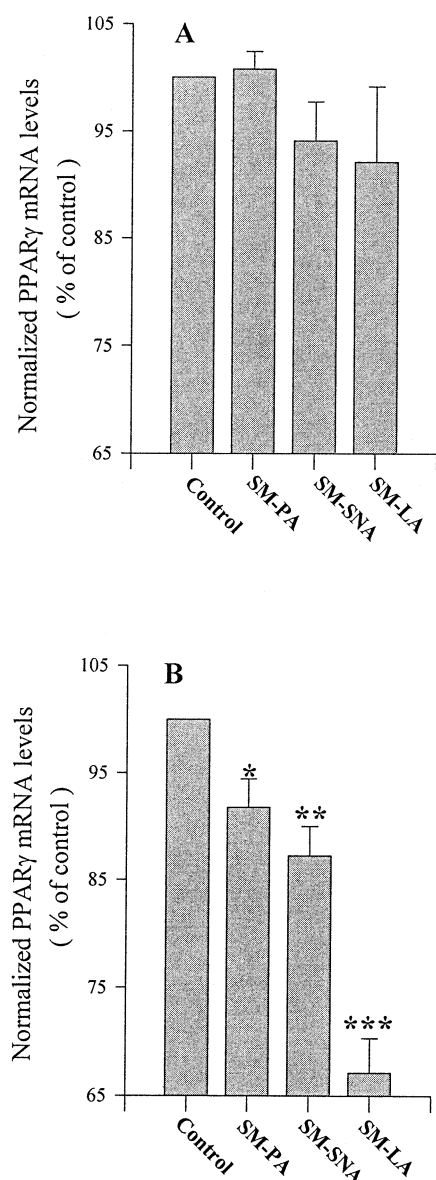 A
Normalized PPARγ mRNA levels
( % of control )
105
95
85
75
65
Control
SM-PA
SM-SNA
SM-LA
B
Normalized PPARγ mRNA levels
( % of control )
105
95
85
75
65
*
**
***
Control
SM-PA
SM-SNA
SM-LA